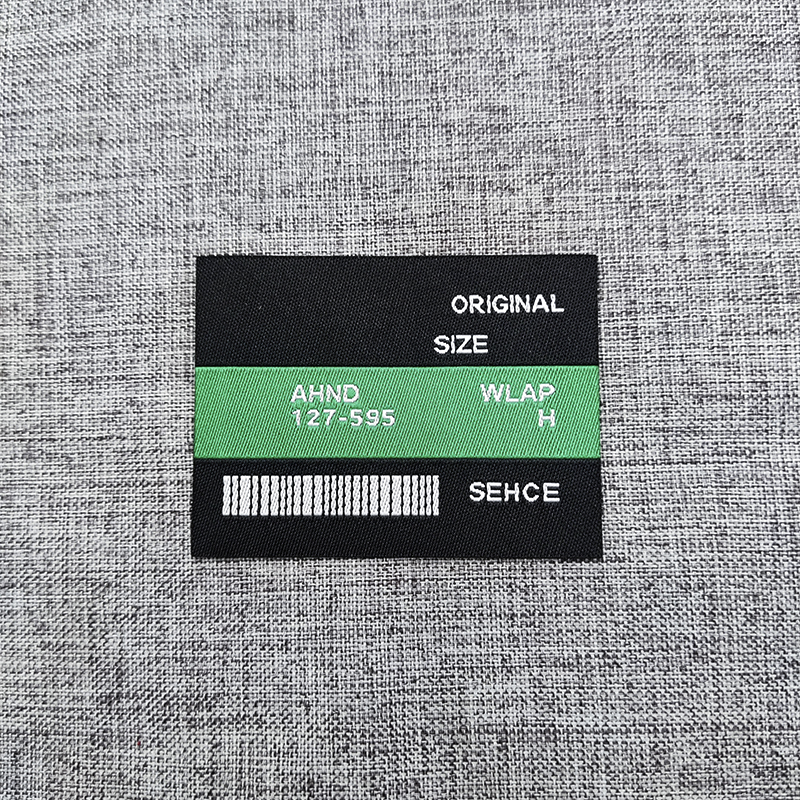 ORIGINAL
SIZE
AHND WLAP
127-595 H
SEHCE